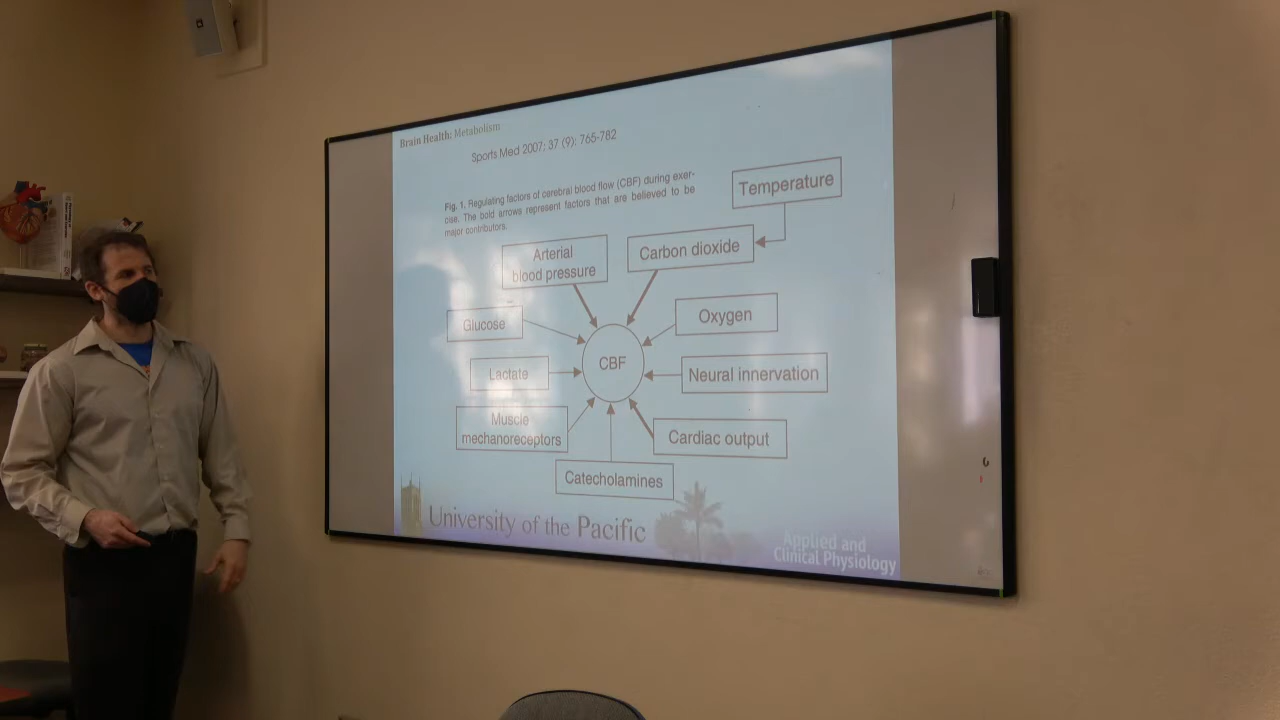 Brain Health: Metabolism
Sports Med 2007: 37 (9): 765-782
Fig. 1. Regulating factors of cerebral blood flow (CBF) during exer-
cise. The bold arrows represent factors that are believed to be
major contributors.
Temperature
Arterial
blood pressure
Carbon dioxide
Glucose
Oxygen
CBF
Lactate
Neural innervation
Muscle
mechanoreceptors
Cardiac output
Catecholamines
University of the Pacific
Applied and
Clinical Physiology